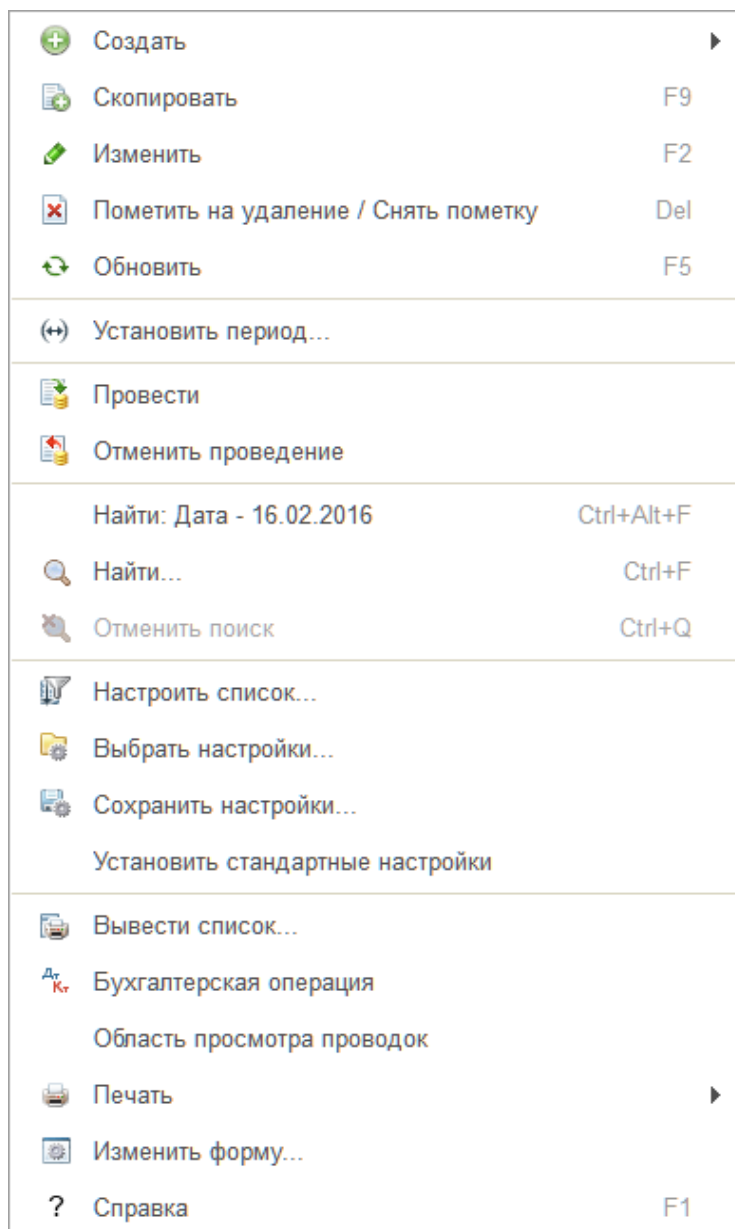 Создать
Скопировать F9
Изменить F2
Пометить на удаление / Снять пометку Del
Обновить F5
Установить период...
Провести
Отменить проведение
Найти: Дата - 16.02.2016 Ctrl+Alt+F
Найти... Ctrl+F
Отменить поиск Ctrl+Q
Настроить список...
Выбрать настройки...
Сохранить настройки...
Установить стандартные настройки
Вывести список...
Дт Кт Бухгалтерская операция
Область просмотра проводок
Печать
Изменить форму...
? Справка F1